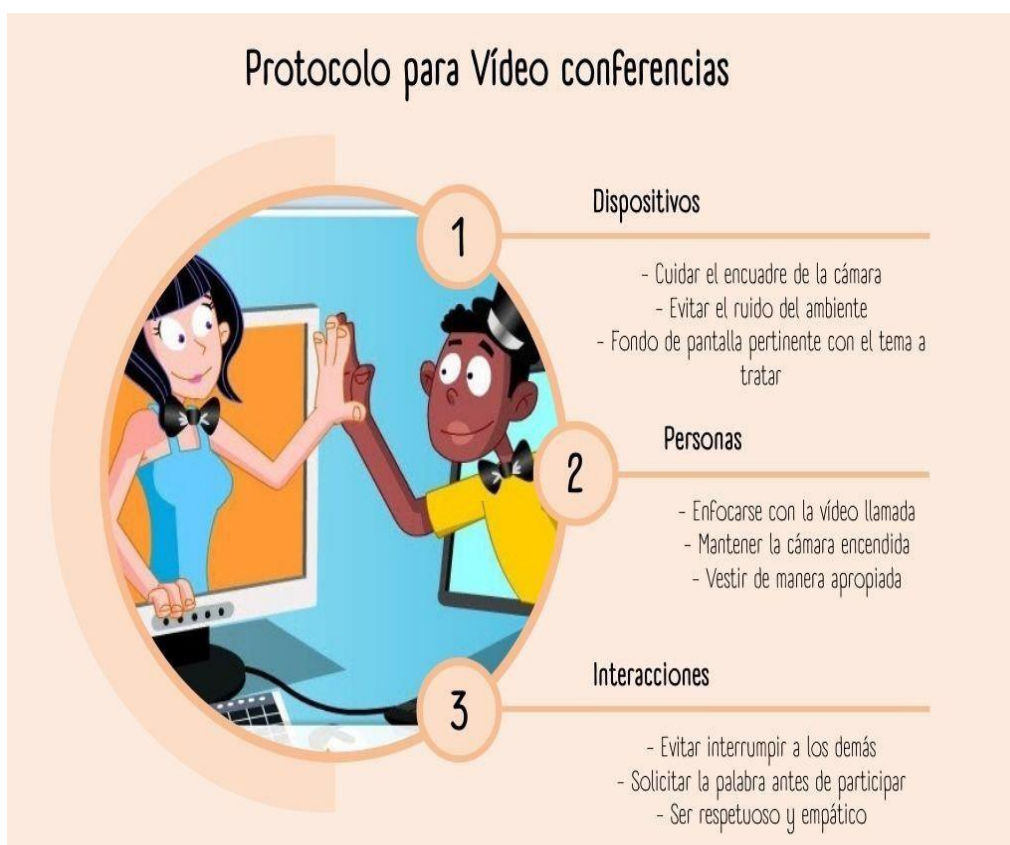 Protocolo para Vídeo conferencias
1
Dispositivos
- Cuidar el encuadre de la cámara
- Evitar el ruido del ambiente
- Fondo de pantalla pertinente con el tema a
tratar
2
Personas
- Enfocarse con la vídeo llamada
- Mantener la cámara encendida
- Vestir de manera apropiada
3
Interacciones
- Evitar interrumpir a los demás
- Solicitar la palabra antes de participar
- Ser respetuoso y empático